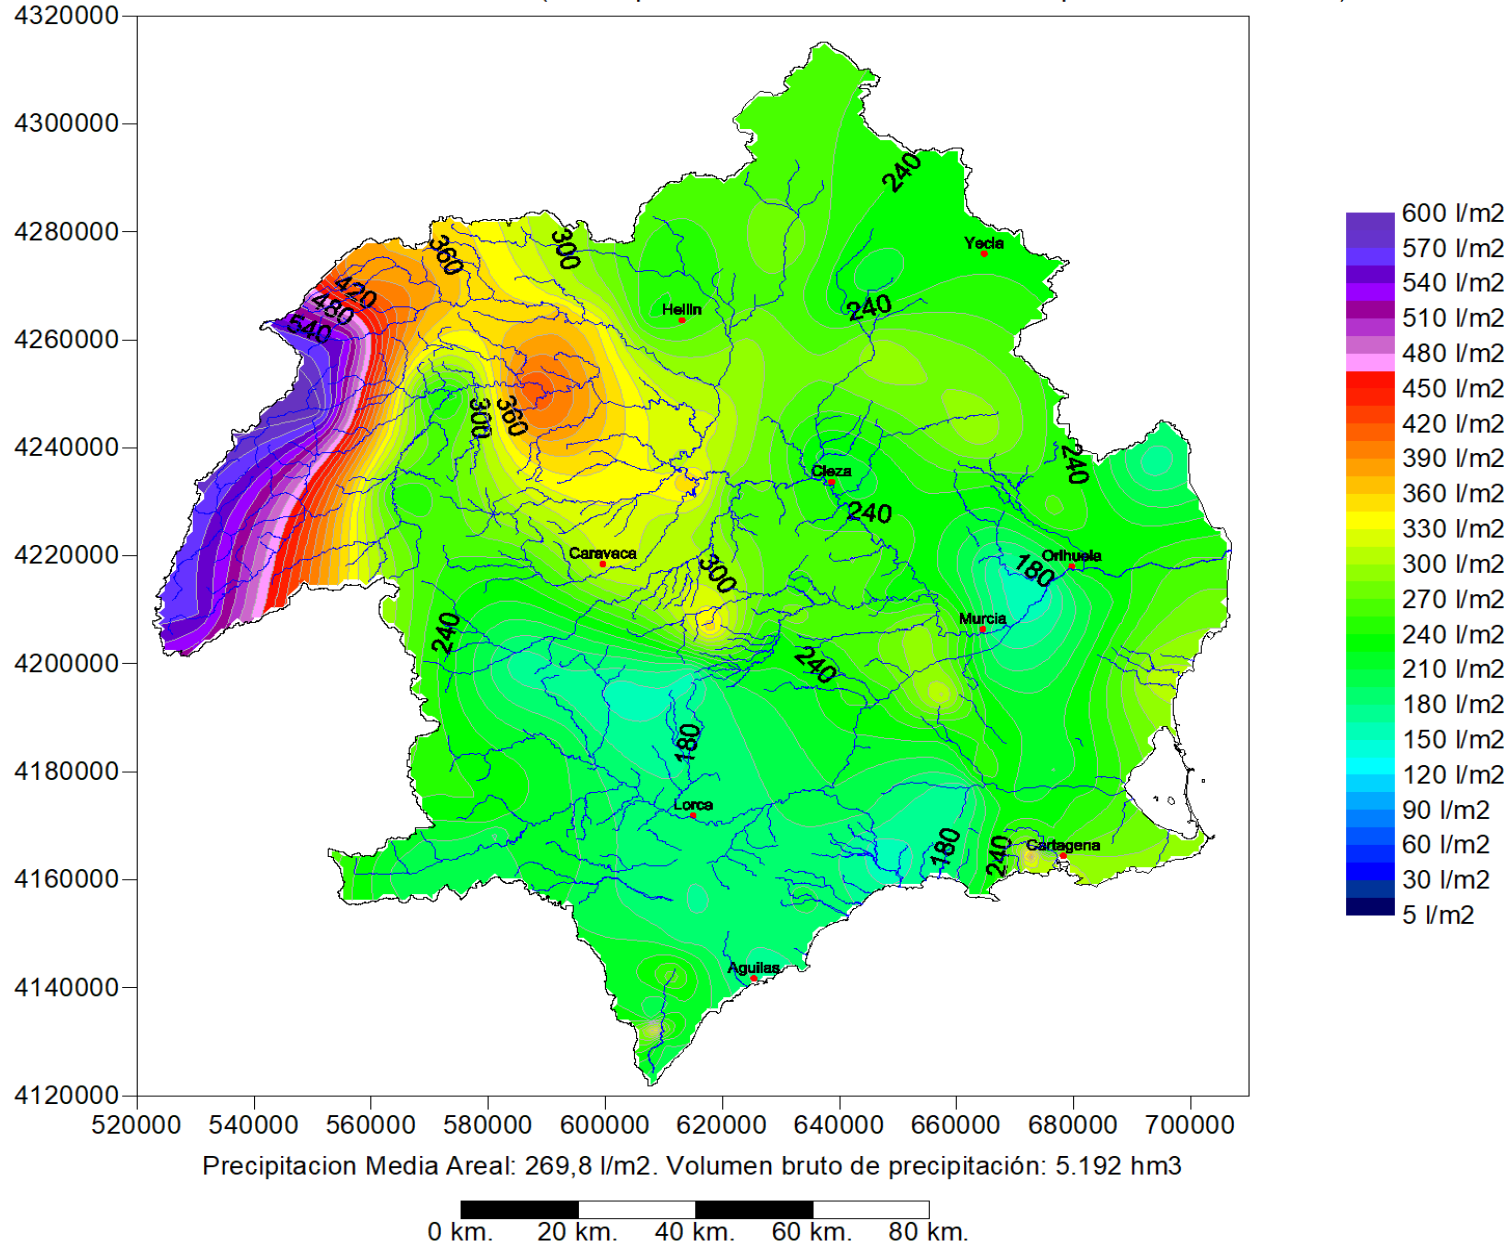 4320000
4300000
4280000
4260000
4240000
4220000
4200000
4180000
4160000
4140000
4120000
520000 540000 560000 580000 600000 620000 640000 660000 680000 700000
240
Yecla
360
300
420
480
540
Hellin
240
300
360
240
Cieza
240
Caravaca
300
Orihuela
180
Murcia
240
240
180
Lorca
180
240
Cartagena
Aguilas
600 l/m2
570 l/m2
540 l/m2
510 l/m2
480 l/m2
450 l/m2
420 l/m2
390 l/m2
360 l/m2
330 l/m2
300 l/m2
270 l/m2
240 l/m2
210 l/m2
180 l/m2
150 l/m2
120 l/m2
90 l/m2
60 l/m2
30 l/m2
5 l/m2
Precipitacion Media Areal: 269,8 l/m2. Volumen bruto de precipitación: 5.192 hm3
0 km. 20 km. 40 km. 60 km. 80 km.